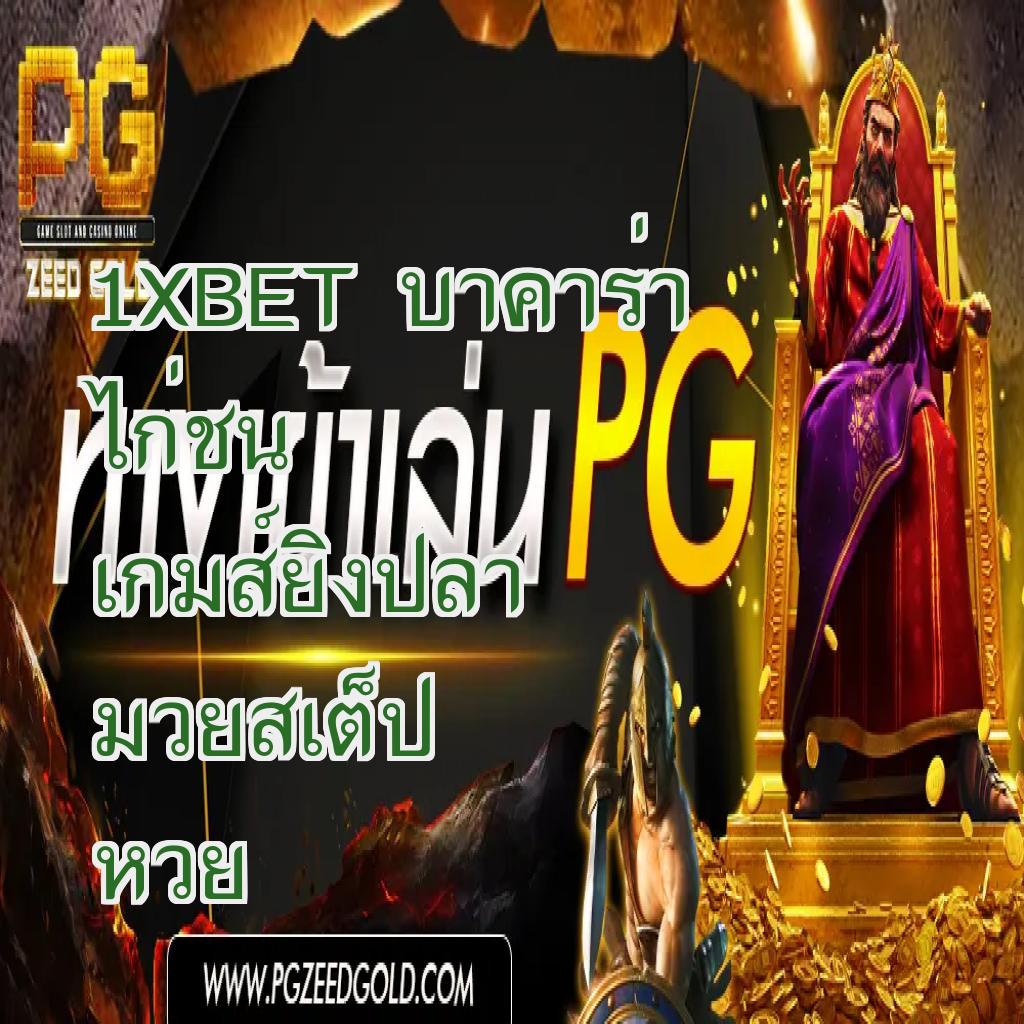 PG
GAME SLOT AND CASINO ONLINE
ZEED GOLD
1XBET บาคาร่า
ทางเข้าเล่น PG
ไก่ชน
เกมส์ยิงปลา
มวยสเต็ป
หวย
WWW.PGZEEDGOLD.COM